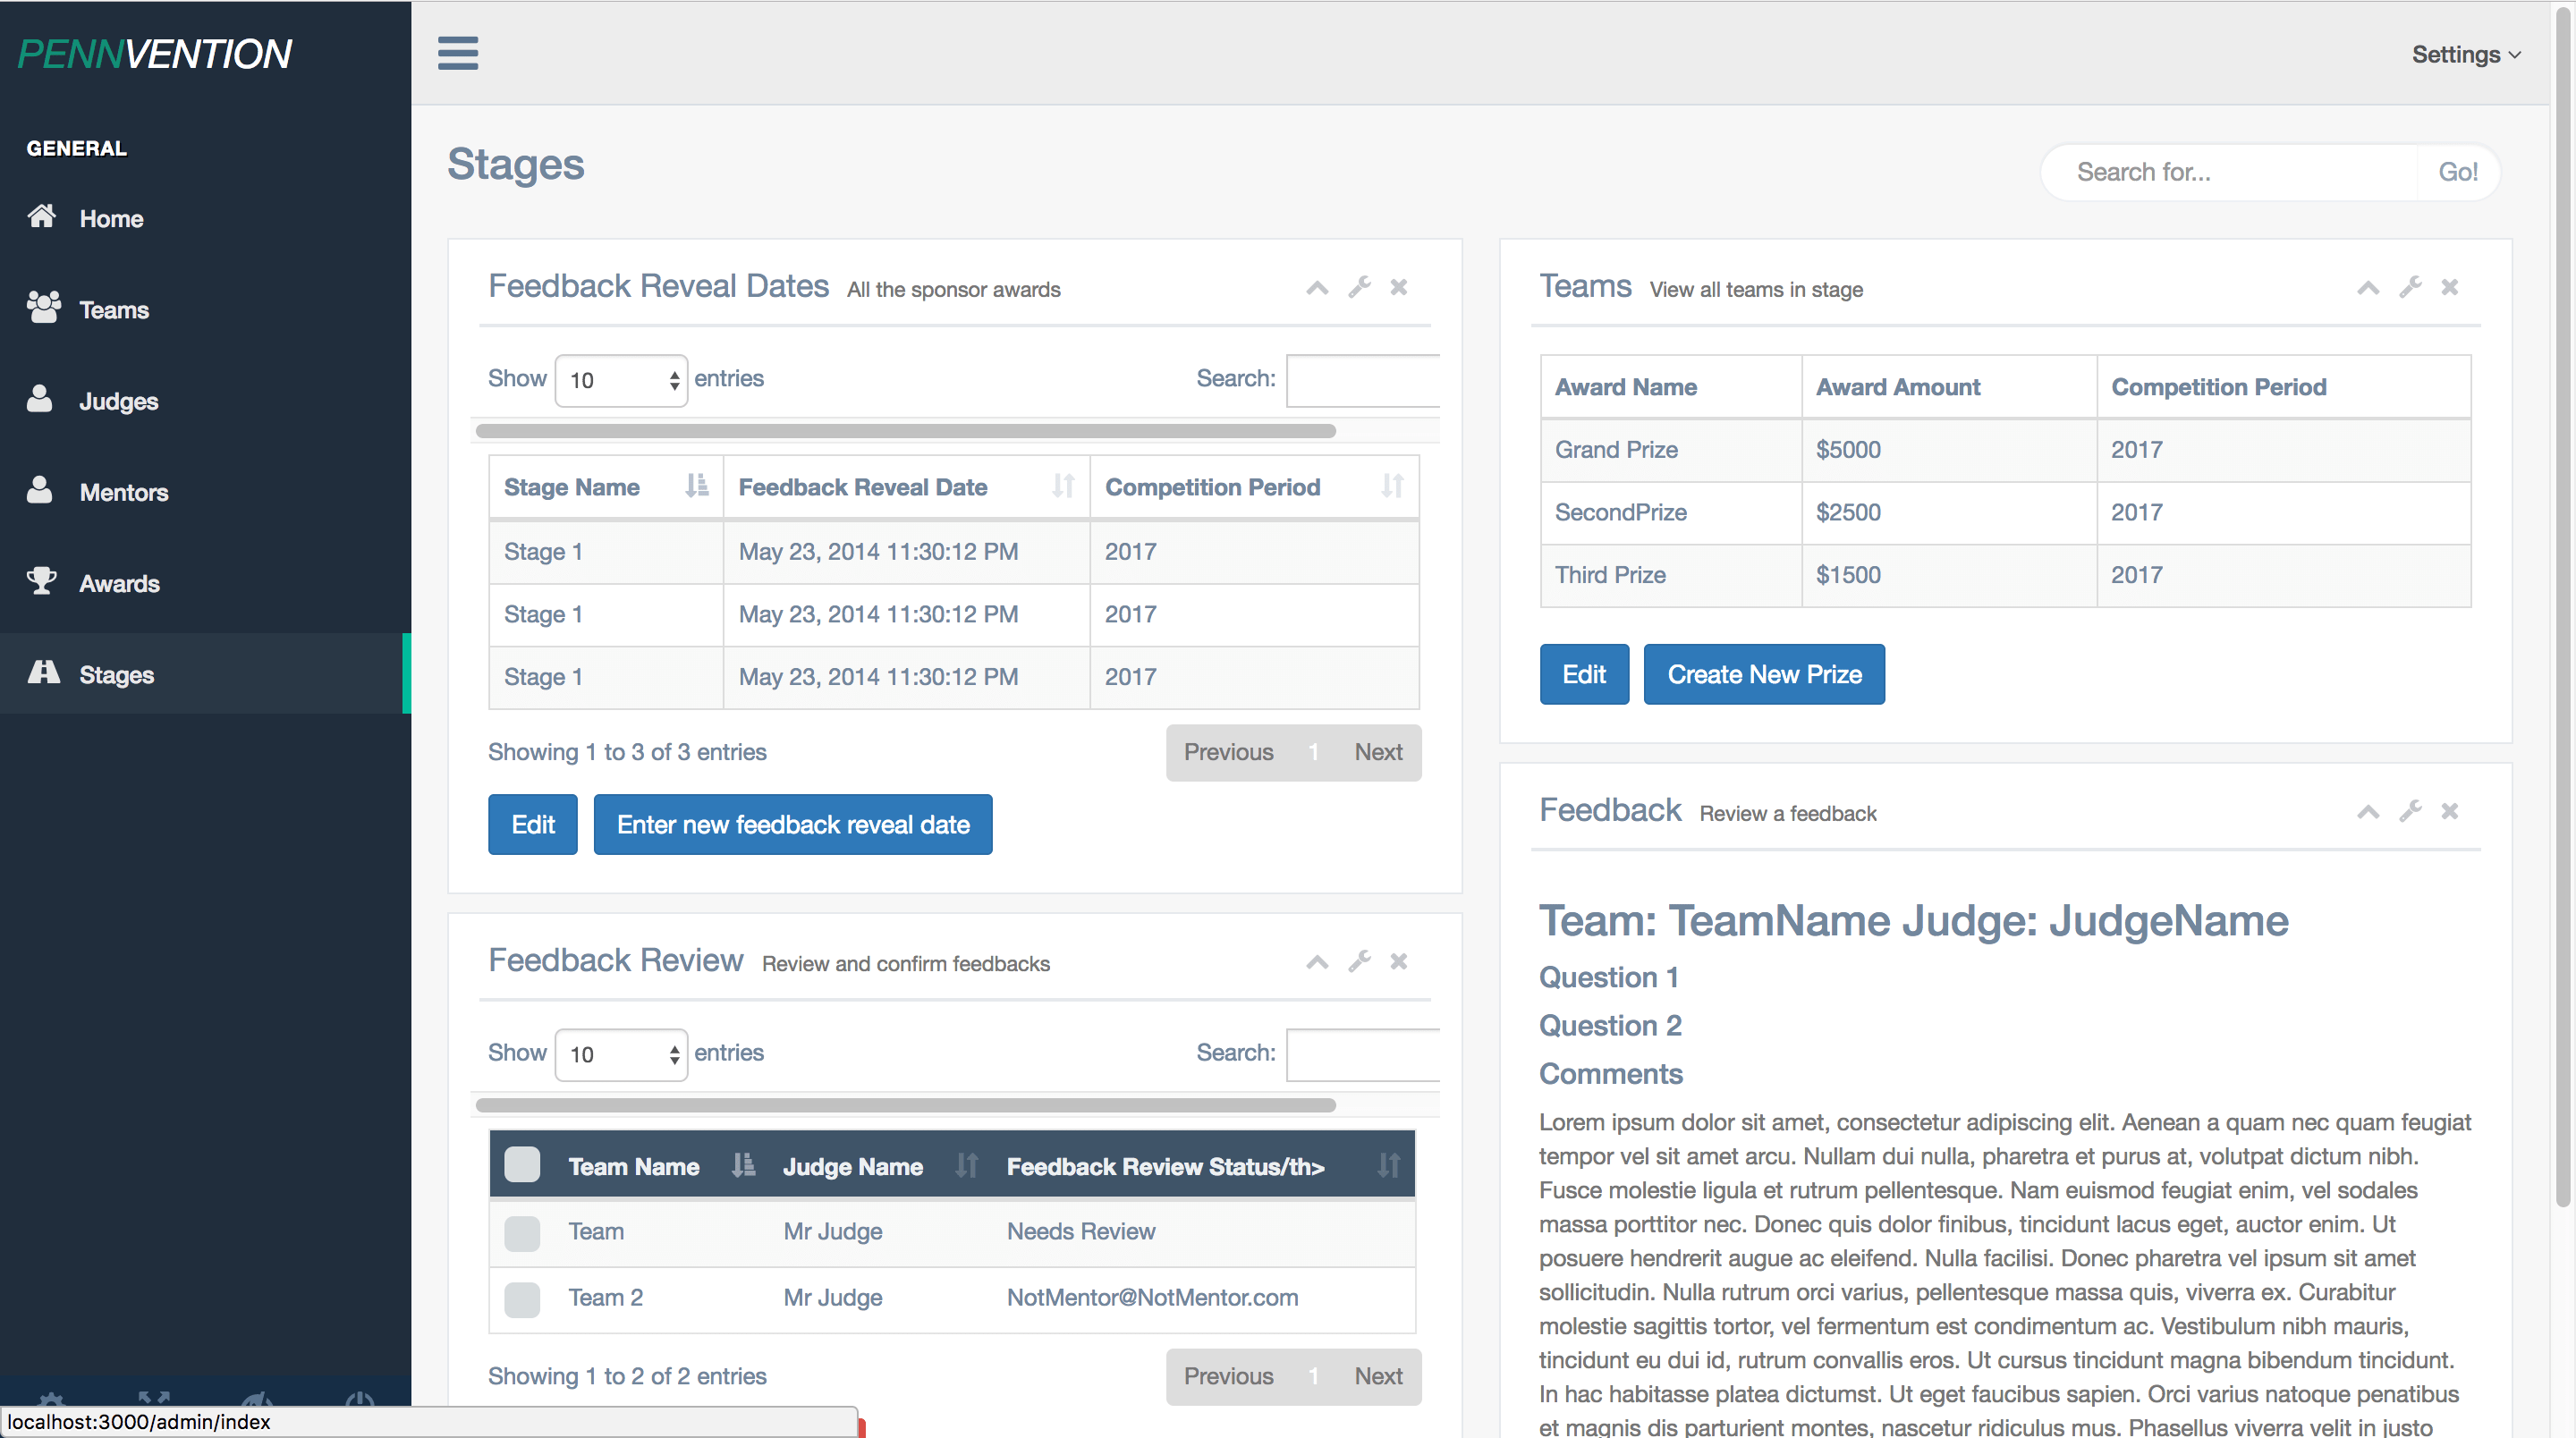 PENNVENTION
GENERAL
Home
Teams
Judges
Mentors
Awards
Stages
Settings
Stages
Search for...
Go!
Feedback Reveal Dates All the sponsor awards
Show 10 entries
Search:
Stage Name Feedback Reveal Date Competition Period
Stage 1 May 23, 2014 11:30:12 PM 2017
Stage 1 May 23, 2014 11:30:12 PM 2017
Stage 1 May 23, 2014 11:30:12 PM 2017
Showing 1 to 3 of 3 entries
Previous 1 Next
Edit
Enter new feedback reveal date
Feedback Review Review and confirm feedbacks
Show 10 entries
Search:
Team Name Judge Name Feedback Review Status/th>
Team Mr Judge Needs Review
Team 2 Mr Judge NotMentor@NotMentor.com
Showing 1 to 2 of 2 entries
Previous 1 Next
Teams View all teams in stage
Award Name Award Amount Competition Period
Grand Prize $5000 2017
SecondPrize $2500 2017
Third Prize $1500 2017
Edit
Create New Prize
Feedback Review a feedback
Team: TeamName Judge: JudgeName
Question 1
Question 2
Comments
Lorem ipsum dolor sit amet, consectetur adipiscing elit. Aenean a quam nec quam feugiat
tempor vel sit amet arcu. Nullam dui nulla, pharetra et purus at, volutpat dictum nibh.
Fusce molestie ligula et rutrum pellentesque. Nam euismod feugiat enim, vel sodales
massa porttitor nec. Donec quis dolor finibus, tincidunt lacus eget, auctor enim. Ut
posuere hendrerit augue ac eleifend. Nulla facilisi. Donec pharetra vel ipsum sit amet
sollicitudin. Nulla rutrum orci varius, pellentesque massa quis, viverra ex. Curabitur
molestie sagittis tortor, vel fermentum est condimentum ac. Vestibulum nibh mauris,
tincidunt eu dui id, rutrum convallis eros. Ut cursus tincidunt magna bibendum tincidunt.
In hac habitasse platea dictumst. Ut eget faucibus sapien. Orci varius natoque penatibus
et magnis dis parturient montes, nascetur ridiculus mus. Phasellus viverra velit in justo
localhost:3000/admin/index